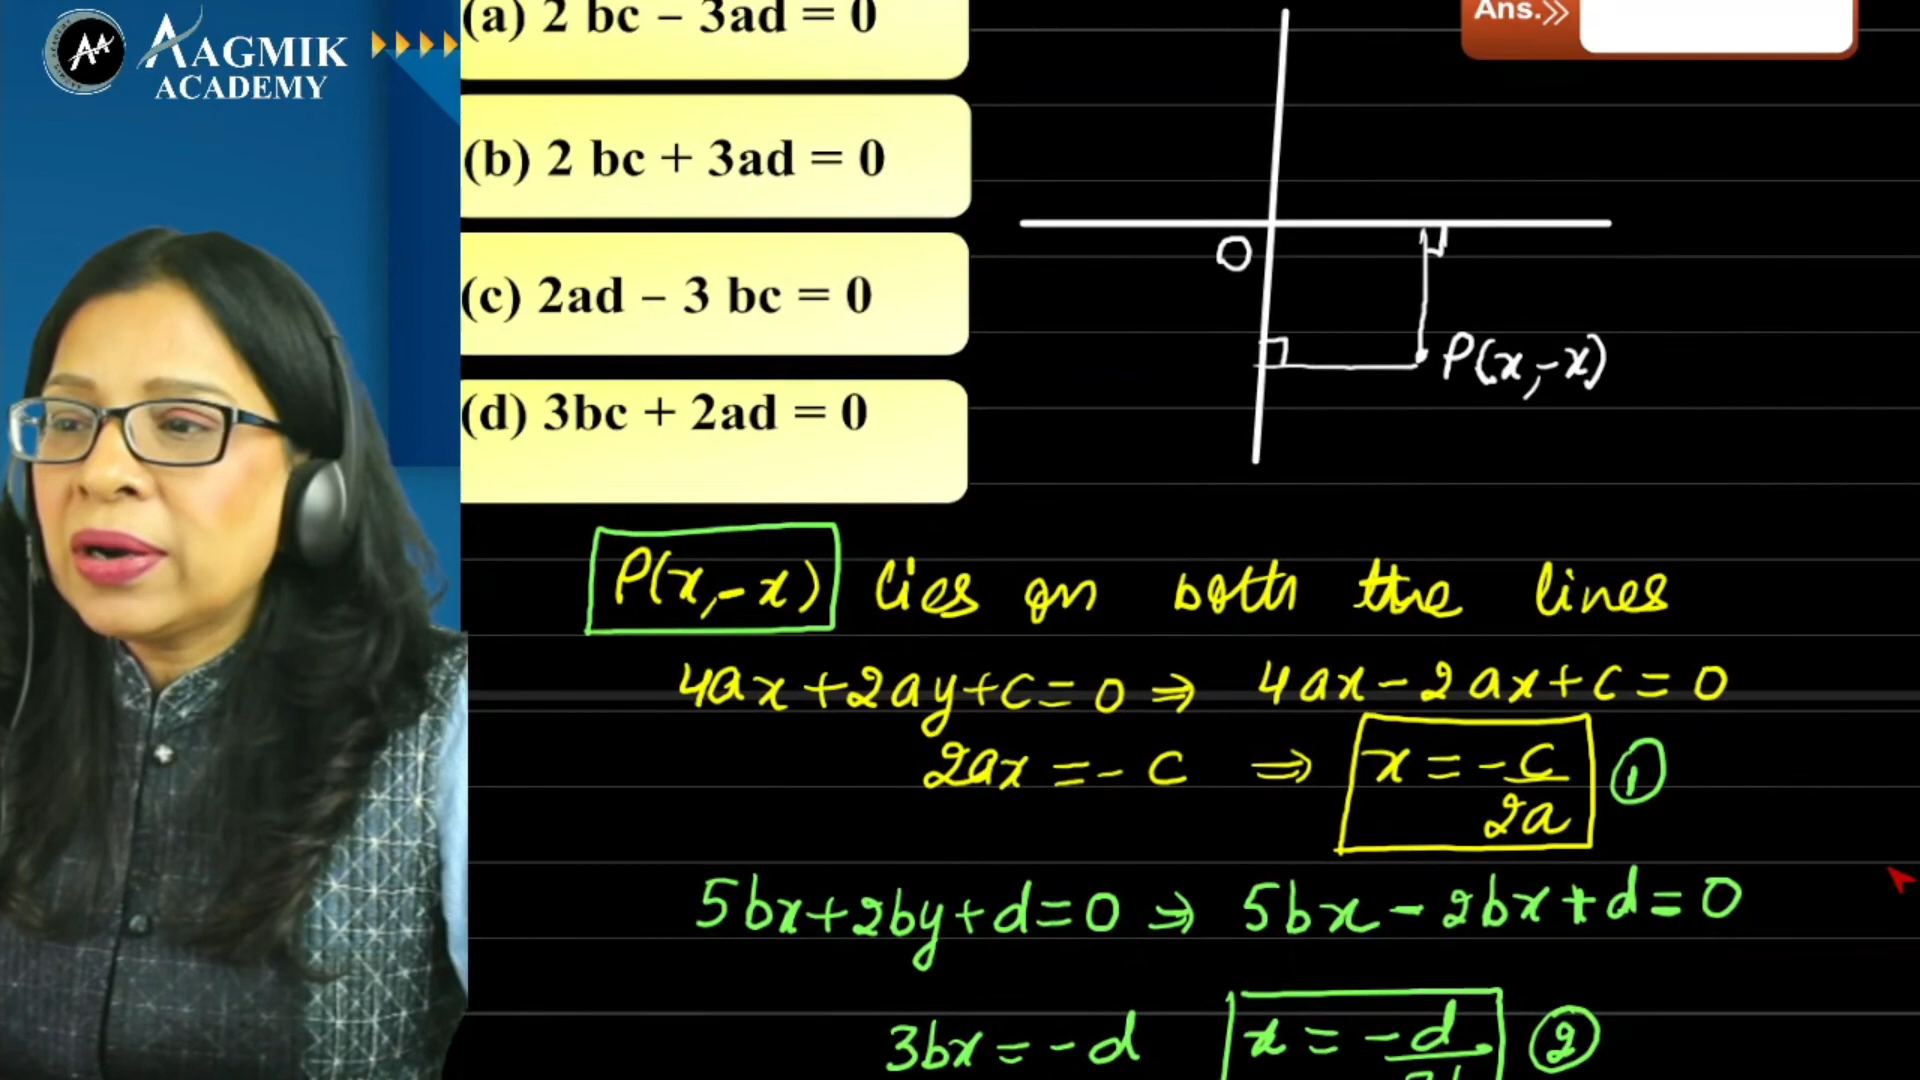 AAGMIK
ACADEMY
(a) 2 bc – 3ad = 0
(b) 2 bc + 3ad = 0
(c) 2ad – 3 bc = 0
(d) 3bc + 2ad = 0
Ans.>>
O
P(x,-x)
P(x,-x) lies on both the lines
4ax+2ay+c=0 ⇒ 4ax-2ax+c=0
2ax=-c ⇒ x=-c/2a ①
5bx+2by+d=0 ⇒ 5bx-2bx+d=0
3bx=-d x=-d ②